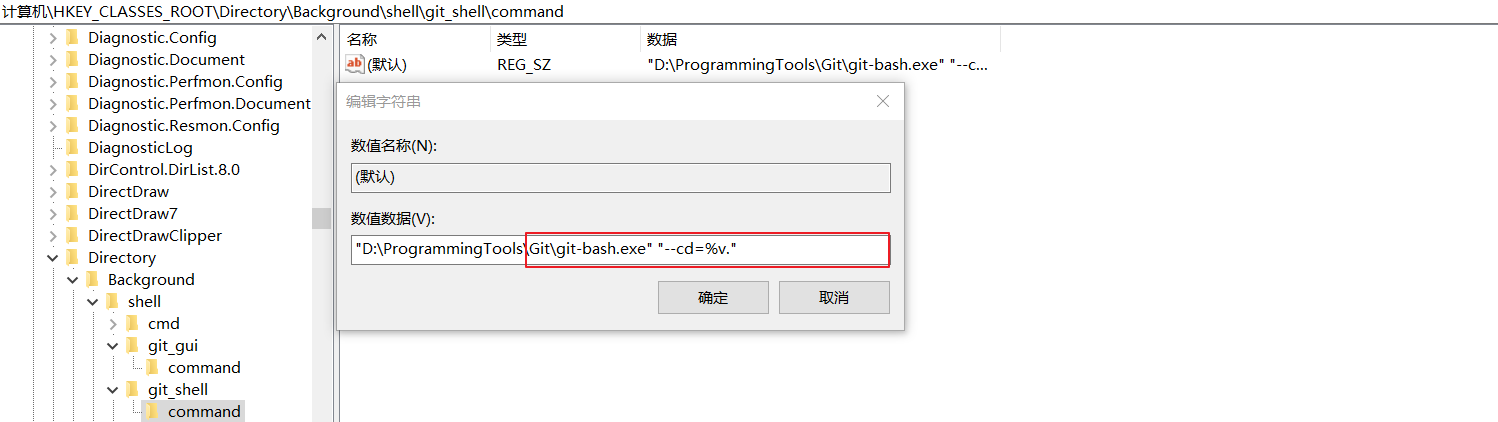 计算机\HKEY_CLASSES_ROOT\Directory\Background\shell\git_shell\command
Diagnostic.Config
Diagnostic.Document
Diagnostic.Perfmon.Config
Diagnostic.Perfmon.Document
Diagnostic.Resmon.Config
DiagnosticLog
DirControl.DirList.8.0
DirectDraw
DirectDraw7
DirectDrawClipper
Directory
Background
shell
cmd
git_gui
command
git_shell
command
名称 类型 数据
ab (默认) REG_SZ "D:\ProgrammingTools\Git\git-bash.exe" "--c...
编辑字符串
数值名称(N):
(默认)
数值数据(V):
"D:\ProgrammingTools\Git\git-bash.exe" "--cd=%v."
确定 取消